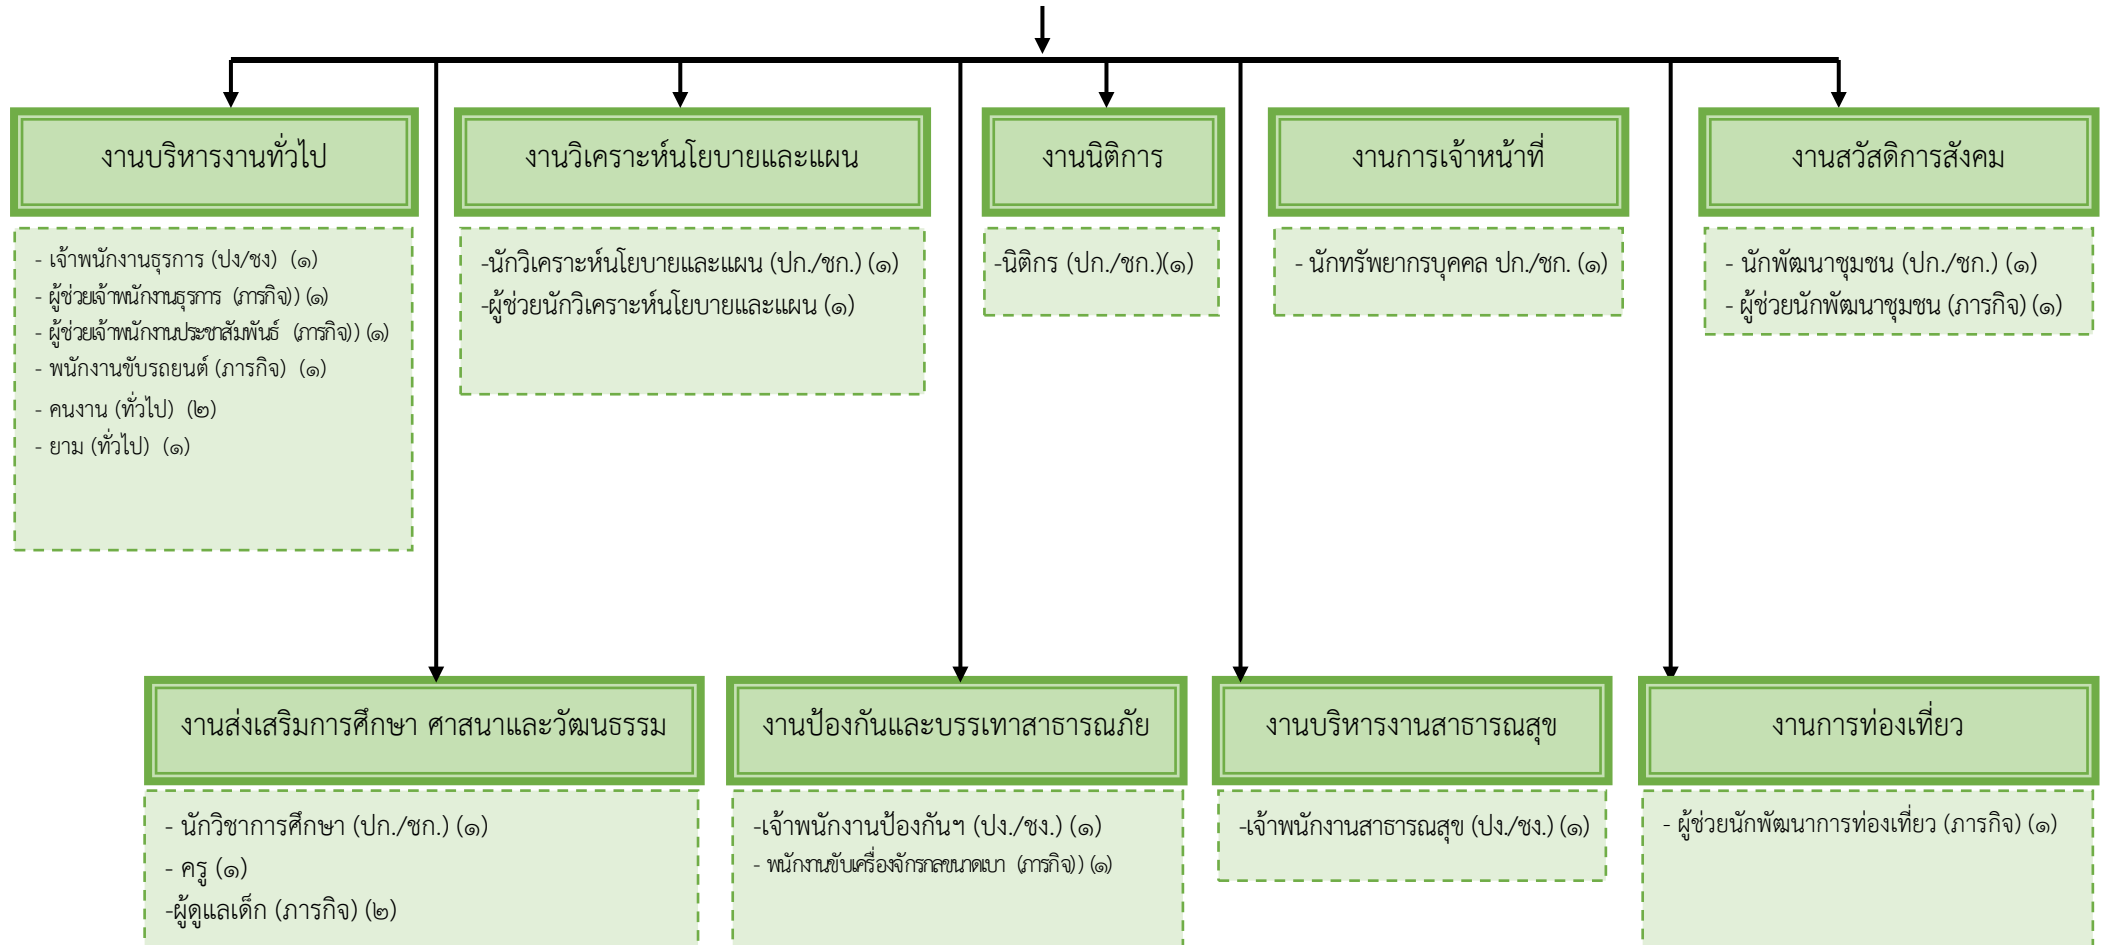 งานบริหารงานทั่วไป
- เจ้าพนักงานธุรการ (ปง/ชง) (๑)
- ผู้ช่วยเจ้าพนักงานธุรการ (ภารกิจ)) (๑)
- ผู้ช่วยเจ้าพนักงานประชาสัมพันธ์ (ภารกิจ)) (๑)
- พนักงานขับรถยนต์ (ภารกิจ) (๑)
- คนงาน (ทั่วไป) (๒)
- ยาม (ทั่วไป) (๑)
งานวิเคราะห์นโยบายและแผน
-นักวิเคราะห์นโยบายและแผน (ปก./ชก.) (๑)
-ผู้ช่วยนักวิเคราะห์นโยบายและแผน (๑)
งานนิติการ
-นิติกร (ปก./ชก.)(๑)
งานการเจ้าหน้าที่
- นักทรัพยากรบุคคล ปก./ชก. (๑)
งานสวัสดิการสังคม
- นักพัฒนาชุมชน (ปก./ชก.) (๑)
- ผู้ช่วยนักพัฒนาชุมชน (ภารกิจ) (๑)
งานส่งเสริมการศึกษา ศาสนาและวัฒนธรรม
- นักวิชาการศึกษา (ปก./ชก.) (๑)
- ครู (๑)
-ผู้ดูแลเด็ก (ภารกิจ) (๒)
งานป้องกันและบรรเทาสาธารณภัย
-เจ้าพนักงานป้องกันฯ (ปง./ชง.) (๑)
- พนักงานขับเครื่องจักรกลขนาดเบา (ภารกิจ)) (๑)
งานบริหารงานสาธารณสุข
-เจ้าพนักงานสาธารณสุข (ปง./ชง.) (๑)
งานการท่องเที่ยว
- ผู้ช่วยนักพัฒนาการท่องเที่ยว (ภารกิจ) (๑)